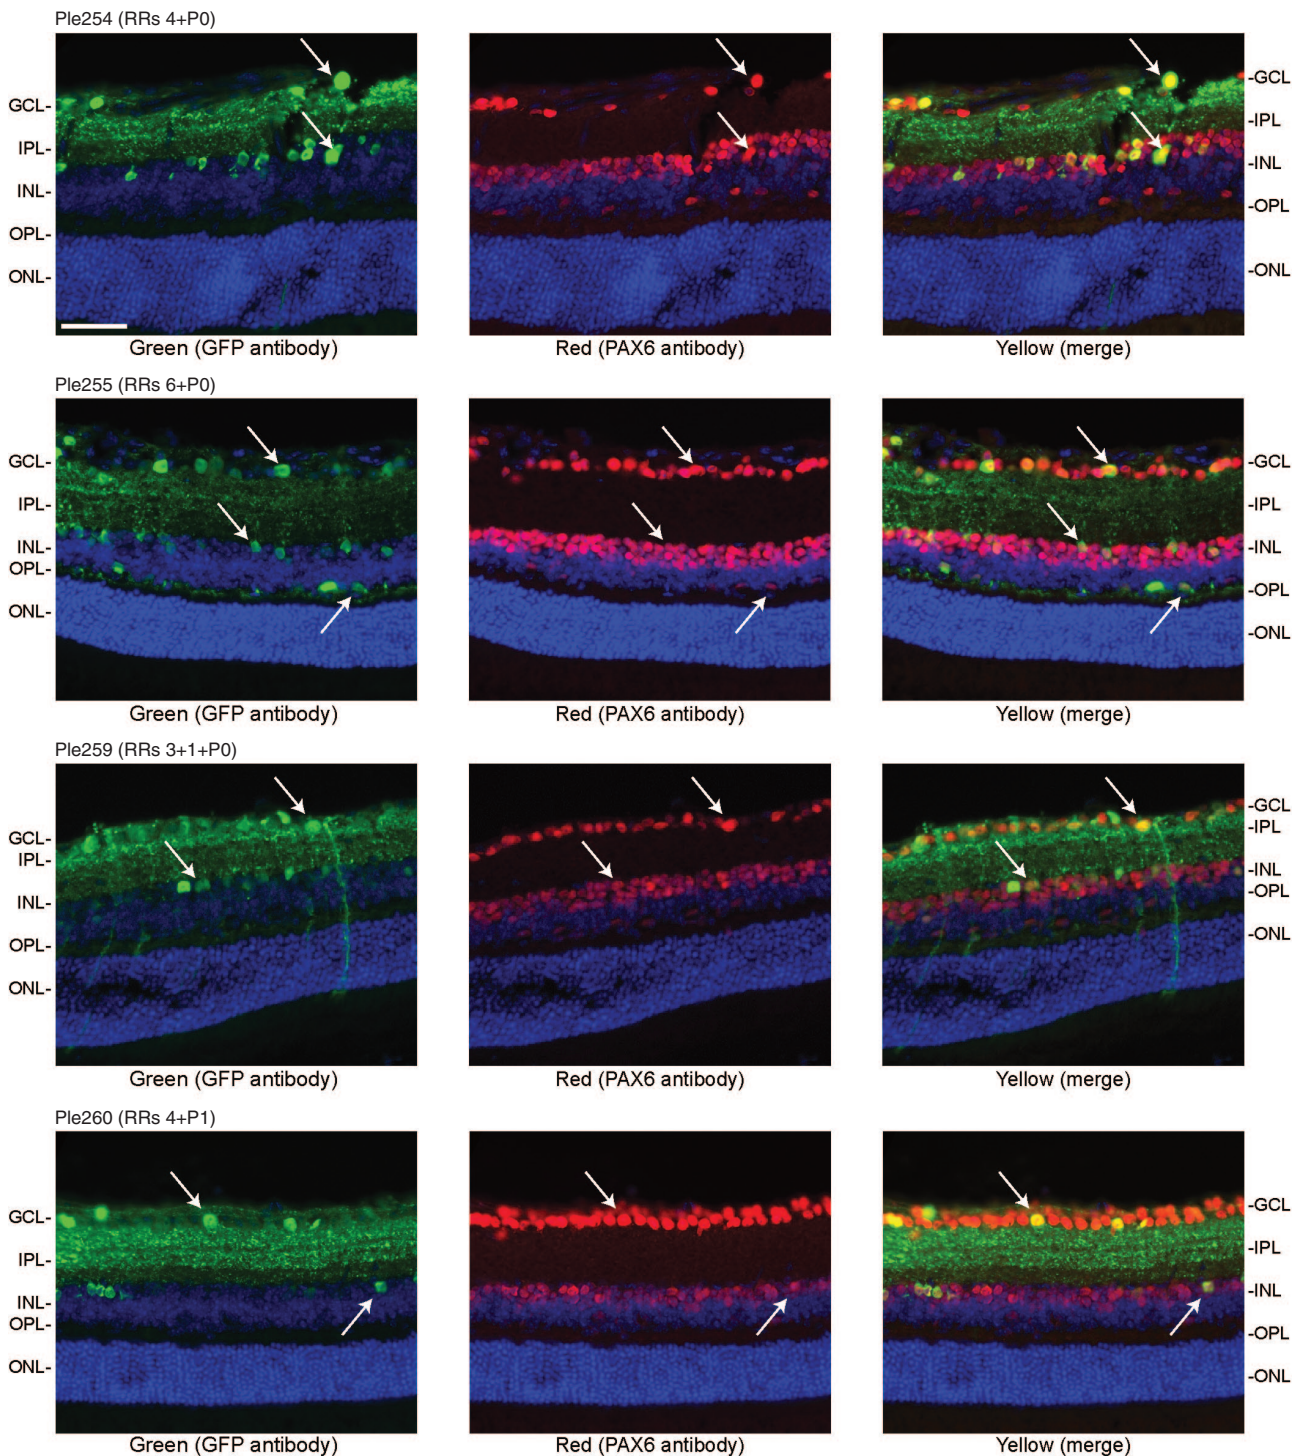 Ple254 (RRs 4+P0)
GCL-
IPL-
INL-
OPL-
ONL-
-GCL
-IPL
-INL
-OPL
-ONL
Green (GFP antibody)
Red (PAX6 antibody)
Yellow (merge)
Ple255 (RRs 6+P0)
GCL-
IPL-
INL-
OPL-
ONL-
-GCL
-IPL
-INL
-OPL
-ONL
Green (GFP antibody)
Red (PAX6 antibody)
Yellow (merge)
Ple259 (RRs 3+1+P0)
GCL-
IPL-
INL-
OPL-
ONL-
-GCL
-IPL
-INL
-OPL
-ONL
Green (GFP antibody)
Red (PAX6 antibody)
Yellow (merge)
Ple260 (RRs 4+P1)
GCL-
IPL-
INL-
OPL-
ONL-
-GCL
-IPL
-INL
-OPL
-ONL
Green (GFP antibody)
Red (PAX6 antibody)
Yellow (merge)